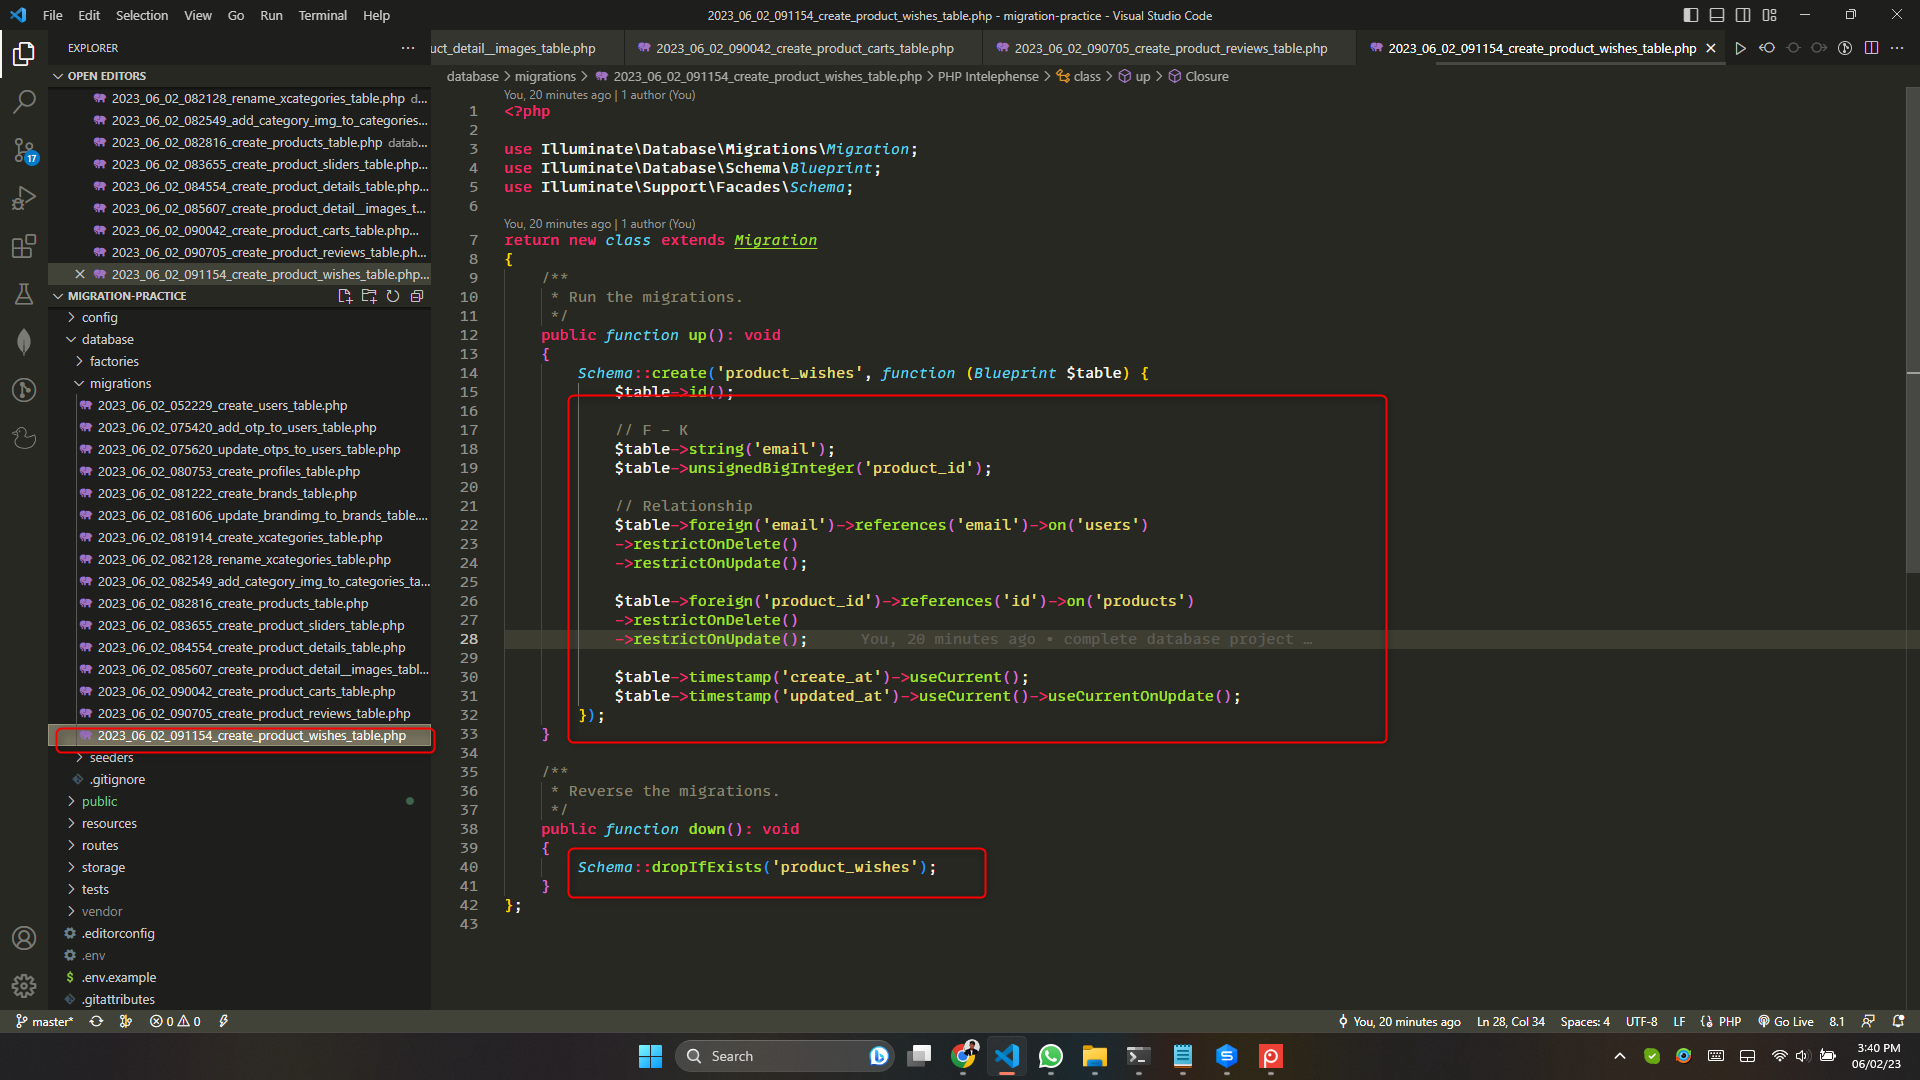 File Edit Selection View Go Run Terminal Help
2023_06_02_091154_create_product_wishes_table.php - migration-practice - Visual Studio Code
EXPLORER
OPEN EDITORS
2023_06_02_082128_rename_xcategories_table.php d...
2023_06_02_082549_add_category_img_to_categories...
2023_06_02_082816_create_products_table.php datab...
2023_06_02_083655_create_product_sliders_table.php...
2023_06_02_084554_create_product_details_table.php...
2023_06_02_085607_create_product_detail__images_t...
2023_06_02_090042_create_product_carts_table.php...
2023_06_02_090705_create_product_reviews_table.ph...
2023_06_02_091154_create_product_wishes_table.php...
MIGRATION-PRACTICE
config
database
factories
migrations
2023_06_02_052229_create_users_table.php
2023_06_02_075420_add_otp_to_users_table.php
2023_06_02_075620_update_otps_to_users_table.php
2023_06_02_080753_create_profiles_table.php
2023_06_02_081222_create_brands_table.php
2023_06_02_081606_update_brandimg_to_brands_table....
2023_06_02_081914_create_xcategories_table.php
2023_06_02_082128_rename_xcategories_table.php
2023_06_02_082549_add_category_img_to_categories_ta...
2023_06_02_082816_create_products_table.php
2023_06_02_083655_create_product_sliders_table.php
2023_06_02_084554_create_product_details_table.php
2023_06_02_085607_create_product_detail__images_tabl...
2023_06_02_090042_create_product_carts_table.php
2023_06_02_090705_create_product_reviews_table.php
2023_06_02_091154_create_product_wishes_table.php
seeders
.gitignore
public
resources
routes
storage
tests
vendor
.editorconfig
.env
.env.example
.gitattributes
17
uct_detail__images_table.php 2023_06_02_090042_create_product_carts_table.php 2023_06_02_090705_create_product_reviews_table.php 2023_06_02_091154_create_product_wishes_table.php
database > migrations > 2023_06_02_091154_create_product_wishes_table.php > PHP Intelephense > class > up > Closure
You, 20 minutes ago | 1 author (You)
1 <?php
2
3 use Illuminate\Database\Migrations\Migration;
4 use Illuminate\Database\Schema\Blueprint;
5 use Illuminate\Support\Facades\Schema;
6
You, 20 minutes ago | 1 author (You)
7 return new class extends Migration
8 {
9 /**
10 * Run the migrations.
11 */
12 public function up(): void
13 {
14 Schema::create('product_wishes', function (Blueprint $table) {
15 $table->id();
16
17 // F - K
18 $table->string('email');
19 $table->unsignedBigInteger('product_id');
20
21 // Relationship
22 $table->foreign('email')->references('email')->on('users')
23 ->restrictOnDelete()
24 ->restrictOnUpdate();
25
26 $table->foreign('product_id')->references('id')->on('products')
27 ->restrictOnDelete()
28 ->restrictOnUpdate(); You, 20 minutes ago • complete database project …
29
30 $table->timestamp('create_at')->useCurrent();
31 $table->timestamp('updated_at')->useCurrent()->useCurrentOnUpdate();
32 });
33 }
34
35 /**
36 * Reverse the migrations.
37 */
38 public function down(): void
39 {
40 Schema::dropIfExists('product_wishes');
41 }
42 };
43
master* 0 0 You, 20 minutes ago Ln 28, Col 34 Spaces: 4 UTF-8 LF PHP Go Live 8.1
Search
3:40 PM
06/02/23